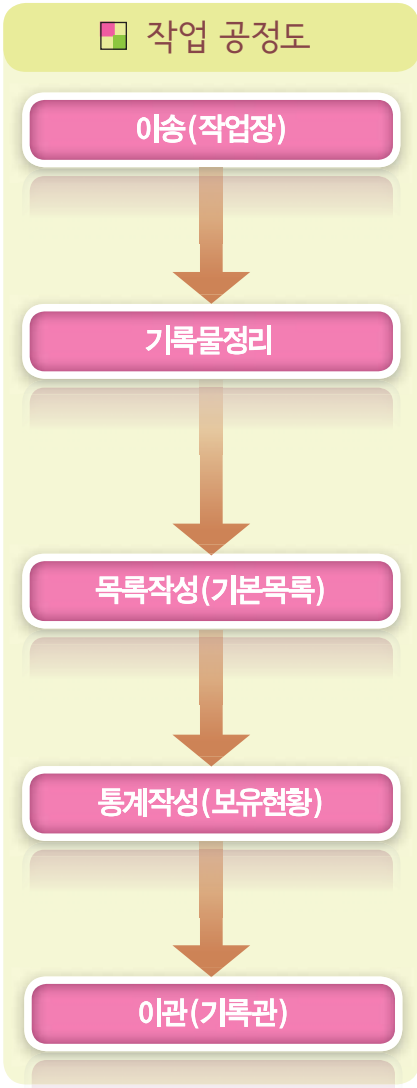 작업 공정도
이송(작업장)
기록물정리
목록작성(기본목록)
통계작성(보유현황)
이관(기록관)